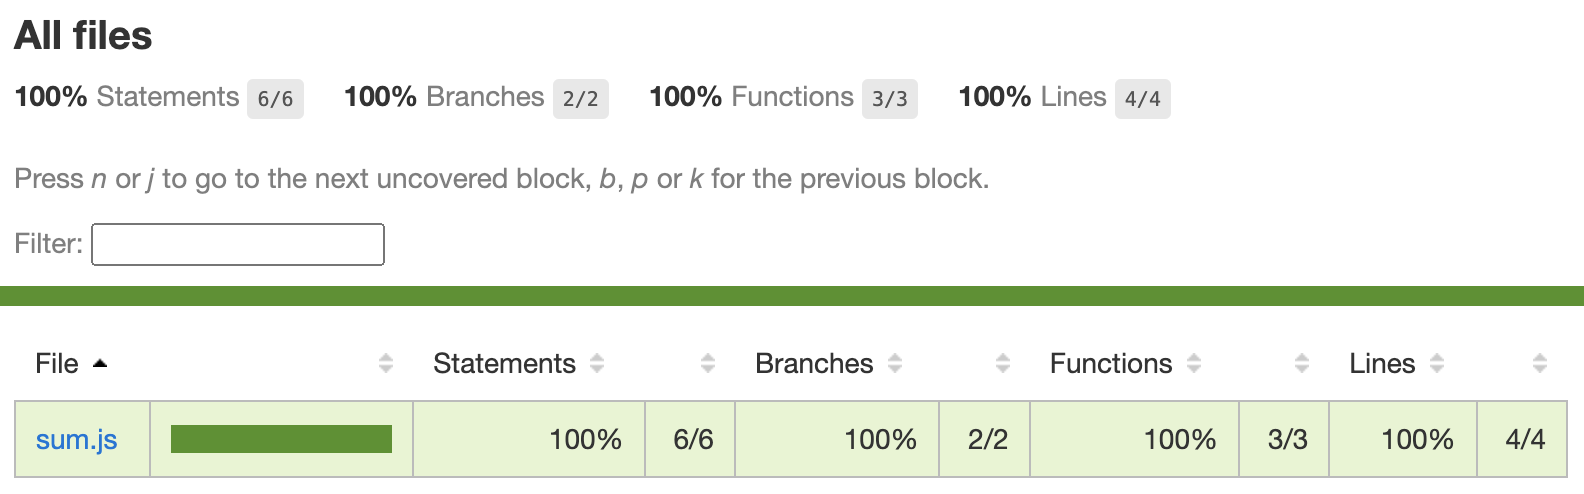 All files
100% Statements 6/6 100% Branches 2/2 100% Functions 3/3 100% Lines 4/4
Press n or j to go to the next uncovered block, b, p or k for the previous block.
Filter:
File Statements Branches Functions Lines
sum.js 100% 6/6 100% 2/2 100% 3/3 100% 4/4